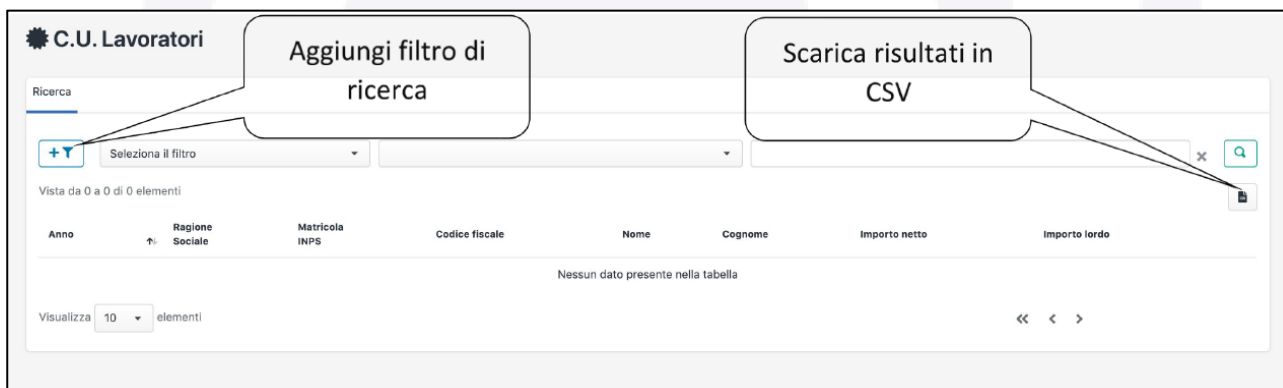 C.U. Lavoratori
Aggiungi filtro di
ricerca
Scarica risultati in
CSV
Ricerca
+ Seleziona il filtro
Vista da 0 a 0 di 0 elementi
Anno Ragione Sociale Matricola INPS Codice fiscale Nome Cognome Importo netto Importo lordo
Nessun dato presente nella tabella
Visualizza 10 elementi « < >